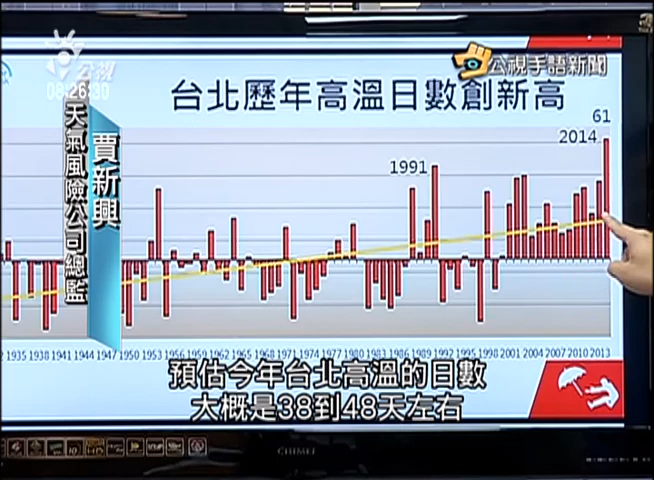 公視
08:26:30
公視手語新聞
台北歷年高溫日數創新高
61
2014
1991
天氣風險公司總監
賈新興
1935 1938 1941 1944 1947 1950 1953 1956 1959 1962 1965 1968 1971 1974 1977 1980 1983 1986 1989 1992 1995 1998 2001 2004 2007 2010 2013
預估今年台北高溫的日數
大概是38到48天左右
CHIMEI